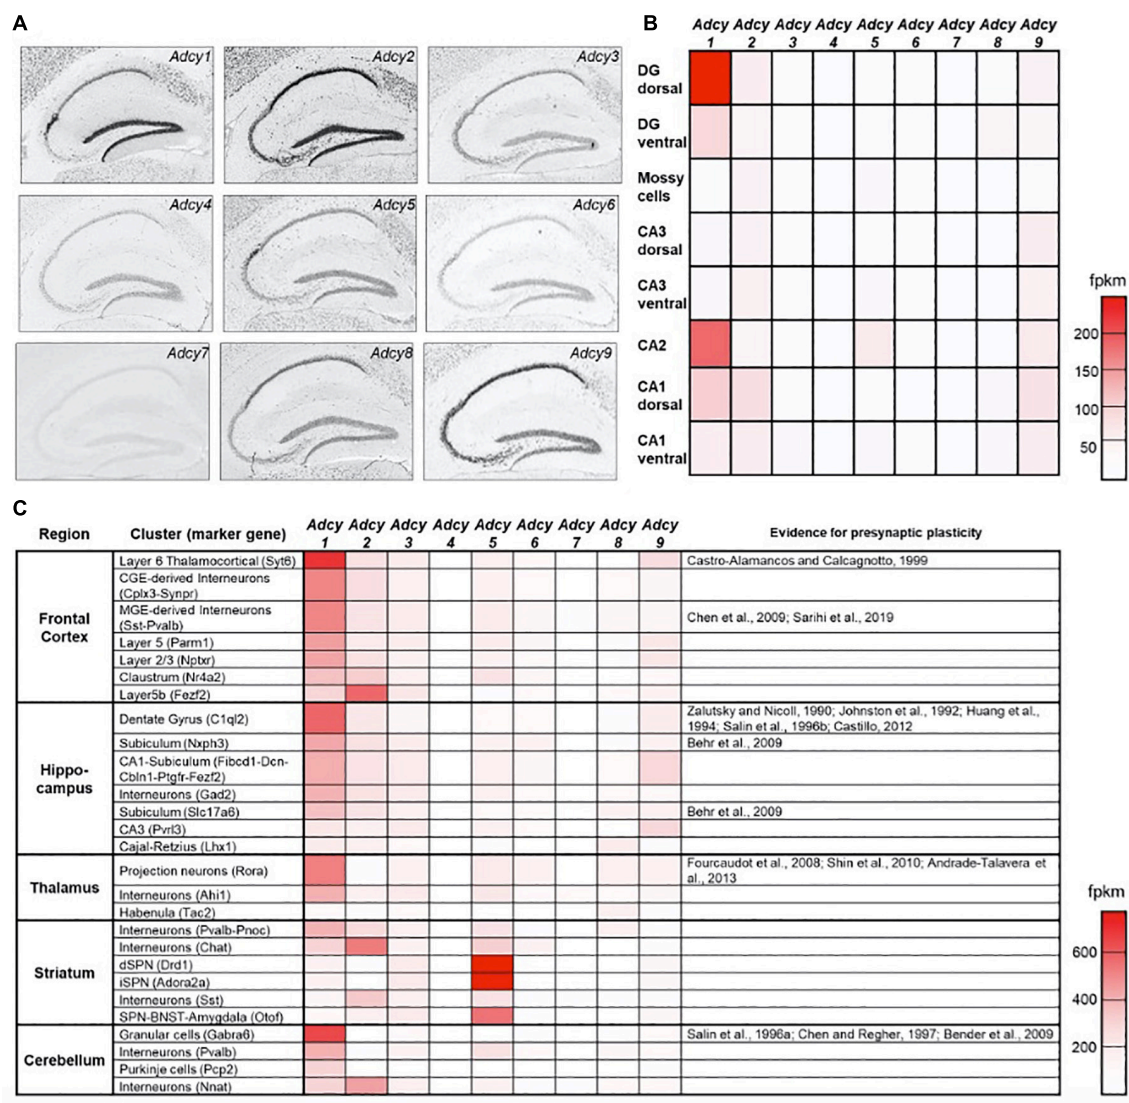 A
Adcy1
Adcy2
Adcy3
Adcy4
Adcy5
Adcy6
Adcy7
Adcy8
Adcy9
B
Adcy Adcy Adcy Adcy Adcy Adcy Adcy Adcy Adcy
1 2 3 4 5 6 7 8 9
DG
dorsal
DG
ventral
Mossy
cells
CA3
dorsal
CA3
ventral
CA2
CA1
dorsal
CA1
ventral
fpkm
200
150
100
50
C
Region Cluster (marker gene) Adcy Adcy Adcy Adcy Adcy Adcy Adcy Adcy Adcy Evidence for presynaptic plasticity
1 2 3 4 5 6 7 8 9
Frontal
Cortex
Layer 6 Thalamocortical (Syt6) Castro-Alamancos and Calcagnotto, 1999
CGE-derived Interneurons
(Cplx3-Synpr)
MGE-derived Interneurons
(Sst-Pvalb) Chen et al., 2009; Sarihi et al., 2019
Layer 5 (Parm1)
Layer 2/3 (Nptxr)
Claustrum (Nr4a2)
Layer5b (Fezf2)
Hippo-
campus
Dentate Gyrus (C1ql2) Zalutsky and Nicoll, 1990; Johnston et al., 1992; Huang et al.,
1994; Salin et al., 1996b; Castillo, 2012
Subiculum (Nxph3) Behr et al., 2009
CA1-Subiculum (Fibcd1-Dcn-
Cbln1-Ptgfr-Fezf2)
Interneurons (Gad2)
Subiculum (Slc17a6) Behr et al., 2009
CA3 (Pvrl3)
Cajal-Retzius (Lhx1)
Thalamus
Projection neurons (Rora) Fourcaudot et al., 2008; Shin et al., 2010; Andrade-Talavera et
al., 2013
Interneurons (Ahi1)
Habenula (Tac2)
Striatum
Interneurons (Pvalb-Pnoc)
Interneurons (Chat)
dSPN (Drd1)
iSPN (Adora2a)
Interneurons (Sst)
SPN-BNST-Amygdala (Otof)
Cerebellum
Granular cells (Gabra6) Salin et al., 1996a; Chen and Regher, 1997; Bender et al., 2009
Interneurons (Pvalb)
Purkinje cells (Pcp2)
Interneurons (Nnat)
fpkm
600
400
200